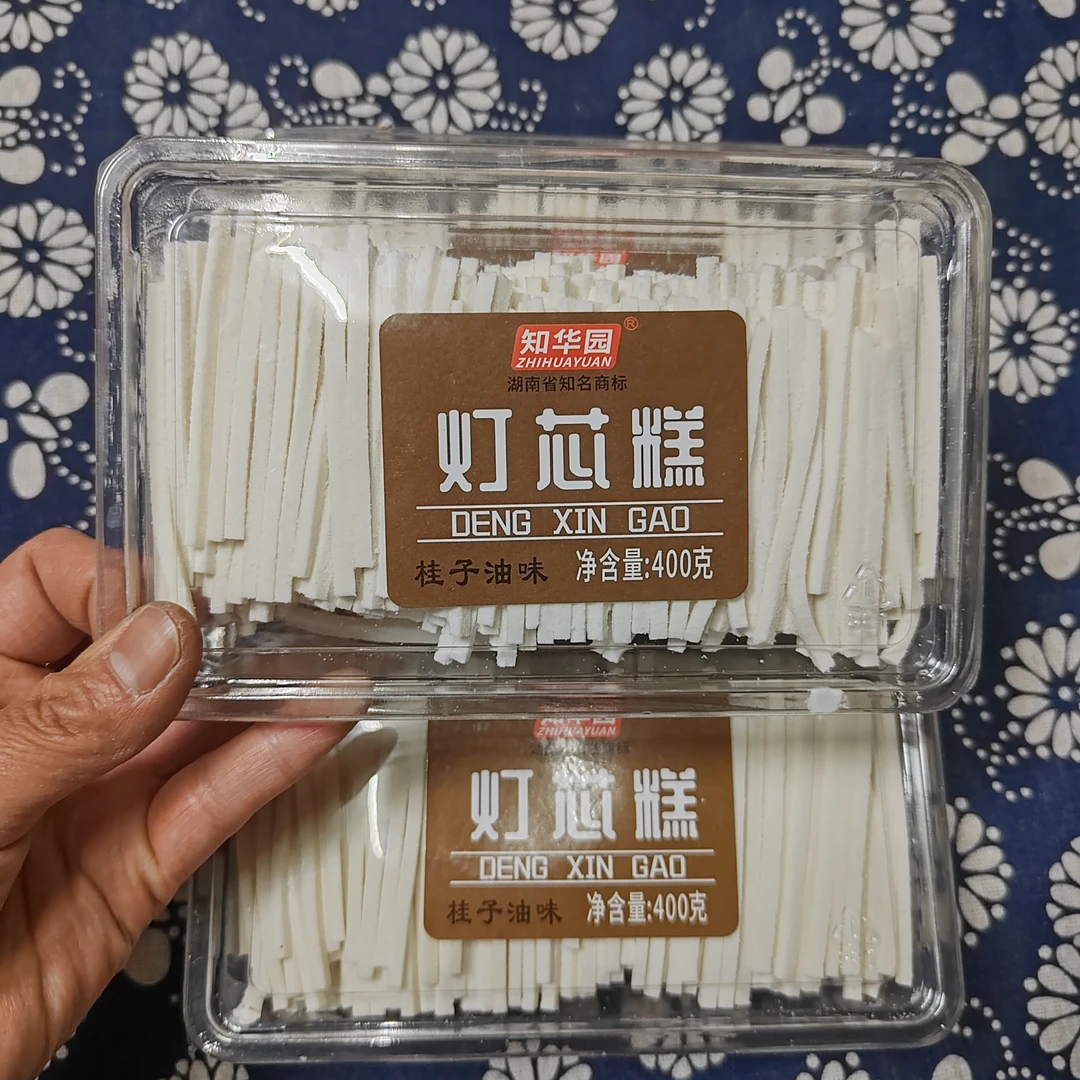 知华园®
ZHIHUAYUAN
湖南省知名商标
灯芯糕
DENG XIN GAO
桂子油味 净含量:400克
ZHIHUAYUAN
灯芯糕
DENG XIN GAO
桂子油味 净含量:400克